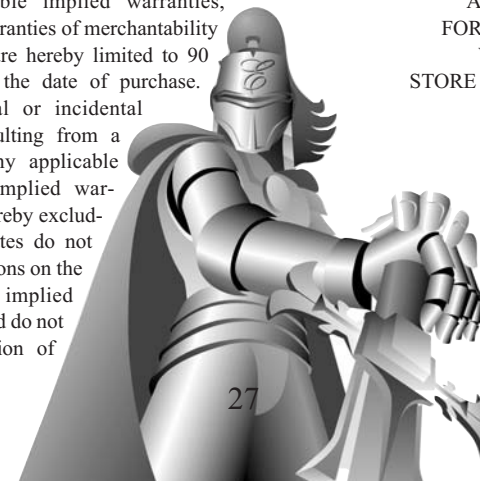 ble implied warranties,
ranties of merchantability
are hereby limited to 90
the date of purchase.
al or incidental
ulting from a
ny applicable
mplied war-
reby exclud-
tes do not
ons on the
implied
d do not
ion of
A
FOR
STORE
E
27